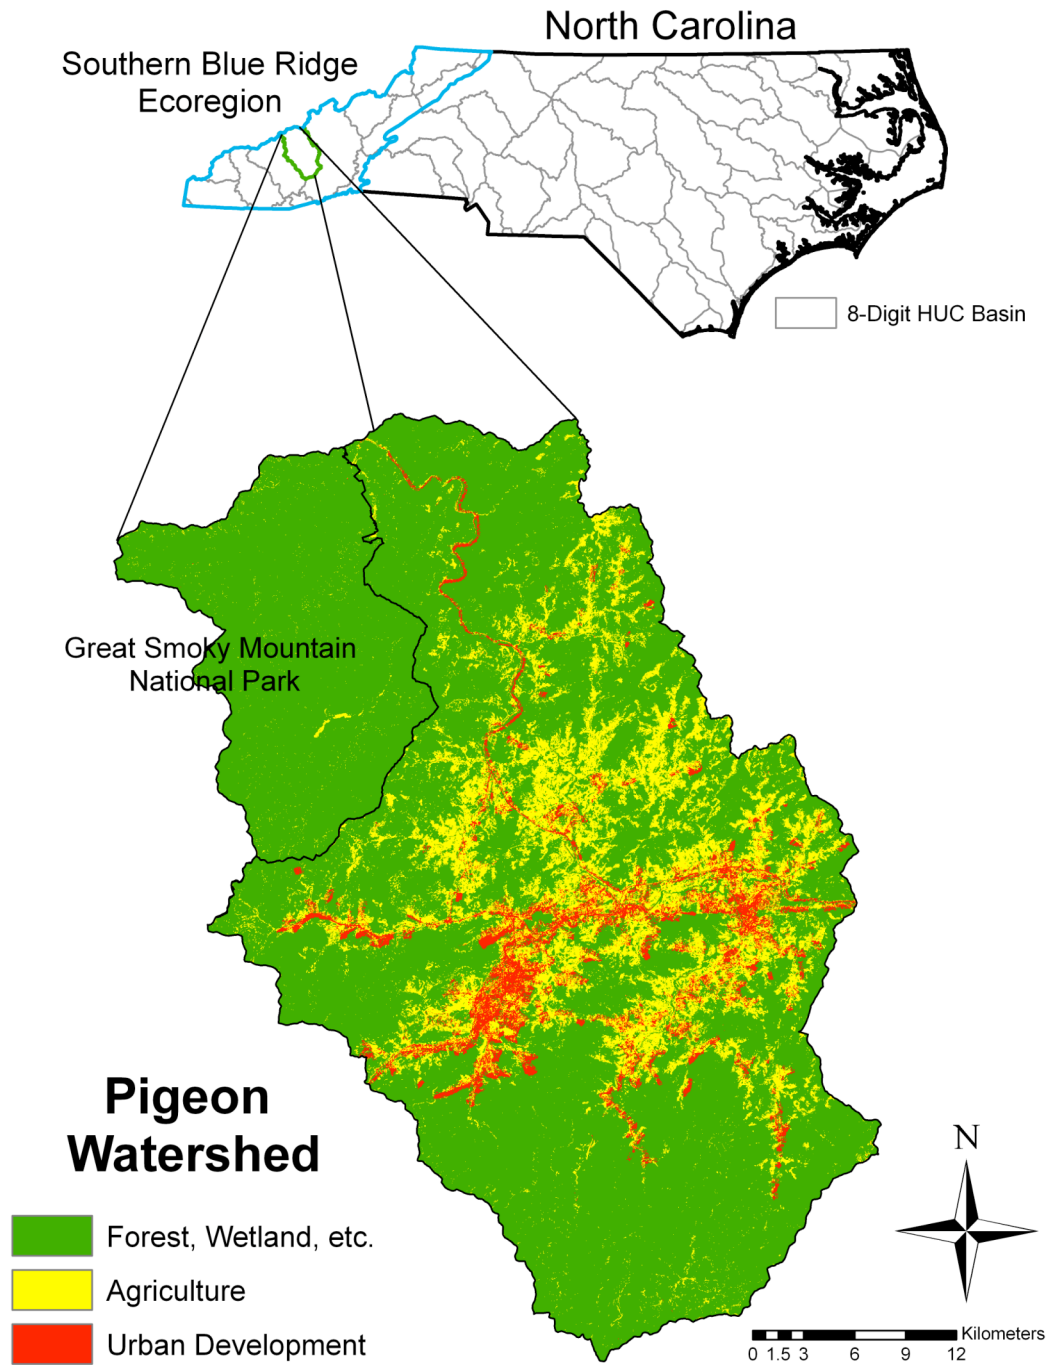 North Carolina
Southern Blue Ridge
Ecoregion
8-Digit HUC Basin
Great Smoky Mountain
National Park
Pigeon
Watershed
N
Forest, Wetland, etc.
Agriculture
Urban Development
Kilometers
0 1.5 3 6 9 12